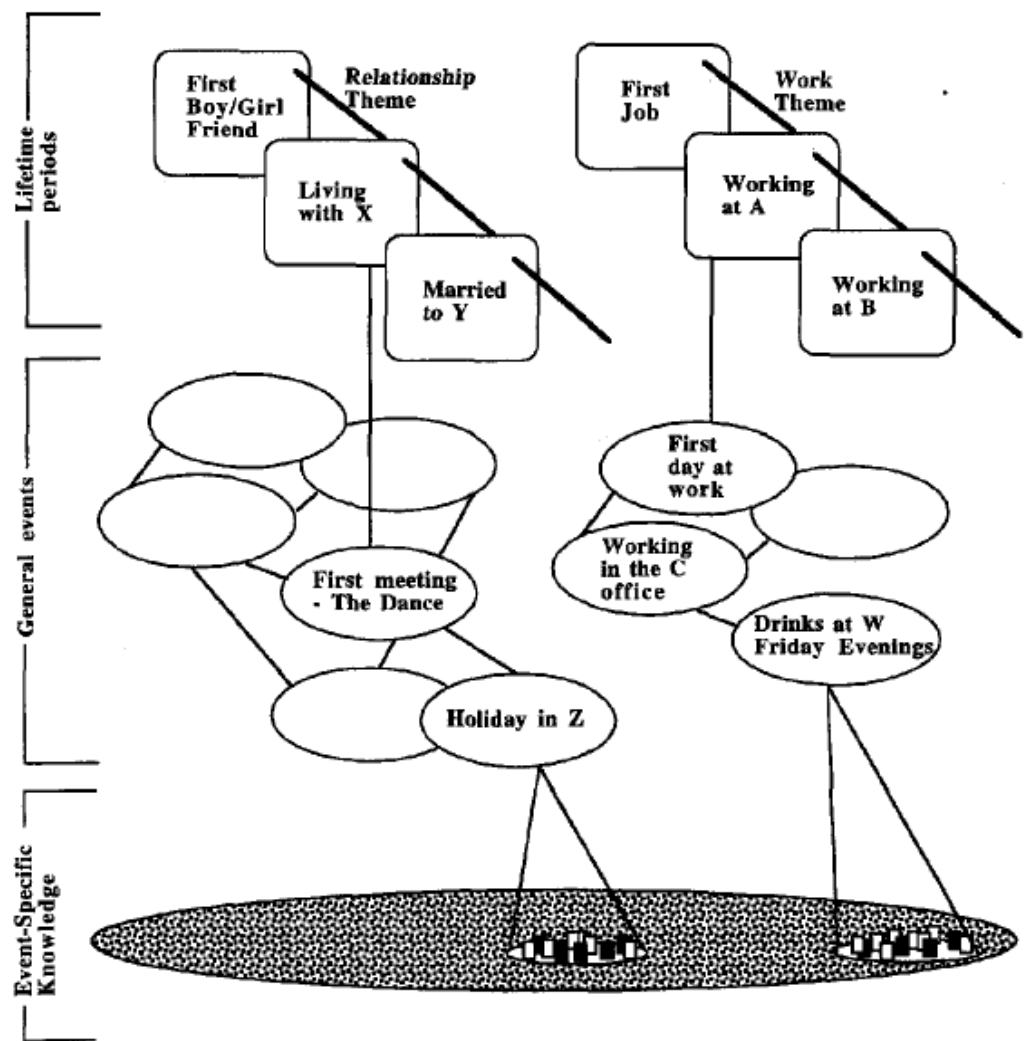 Lifetime
periods
First
Boy/Girl
Friend
Relationship
Theme
Living
with X
Married
to Y
First
Job
Work
Theme
Working
at A
Working
at B
General events
First meeting
- The Dance
Holiday in Z
First
day at
work
Working
in the C
office
Drinks at W
Friday Evenings
Event-Specific
Knowledge